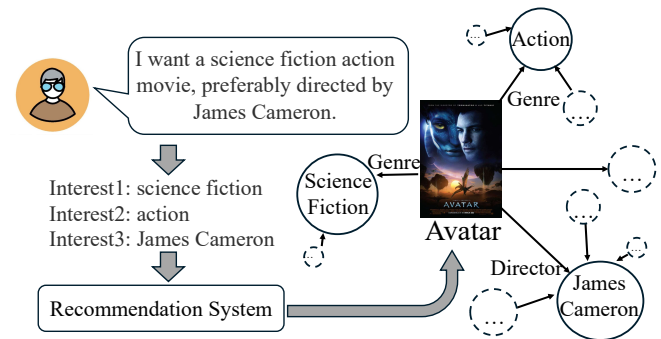 I want a science fiction action
movie, preferably directed by
James Cameron.
Interest1: science fiction
Interest2: action
Interest3: James Cameron
Recommendation System
Action
Genre
...
...
Genre
Science
Fiction
...
AVATAR
Avatar
...
...
...
Director
James
Cameron
...